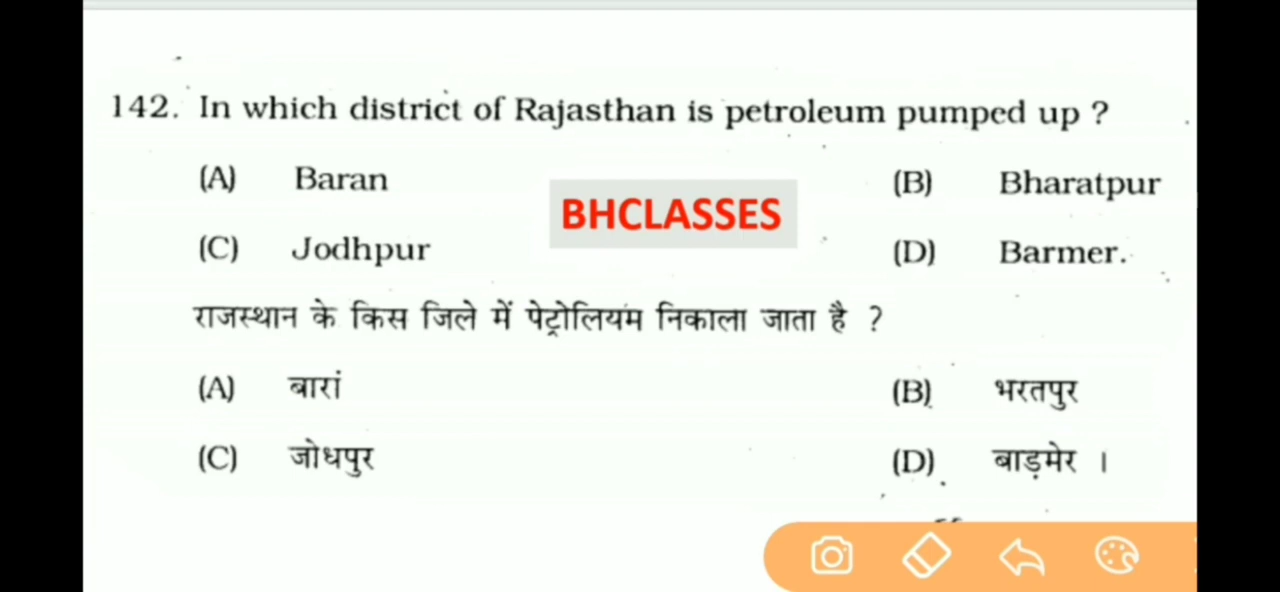 142. In which district of Rajasthan is petroleum pumped up ?
(A) Baran (B) Bharatpur
BHCLASSES
(C) Jodhpur (D) Barmer.
राजस्थान के किस जिले में पेट्रोलियम निकाला जाता है ?
(A) बारां (B) भरतपुर
(C) जोधपुर (D) बाड़मेर ।